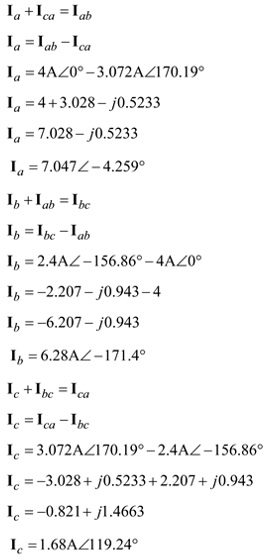 I_a + I_ca = I_ab
I_a = I_ab − I_ca
I_a = 4A∠0° − 3.072A∠170.19°
I_a = 4 + 3.028 − j0.5233
I_a = 7.028 − j0.5233
I_a = 7.047∠−4.259°
I_b + I_ab = I_bc
I_b = I_bc − I_ab
I_b = 2.4A∠−156.86° − 4A∠0°
I_b = −2.207 − j0.943 − 4
I_b = −6.207 − j0.943
I_b = 6.28A∠−171.4°
I_c + I_bc = I_ca
I_c = I_ca − I_bc
I_c = 3.072A∠170.19° − 2.4A∠−156.86°
I_c = −3.028 + j0.5233 + 2.207 + j0.943
I_c = −0.821 + j1.4663
I_c = 1.68A∠119.24°